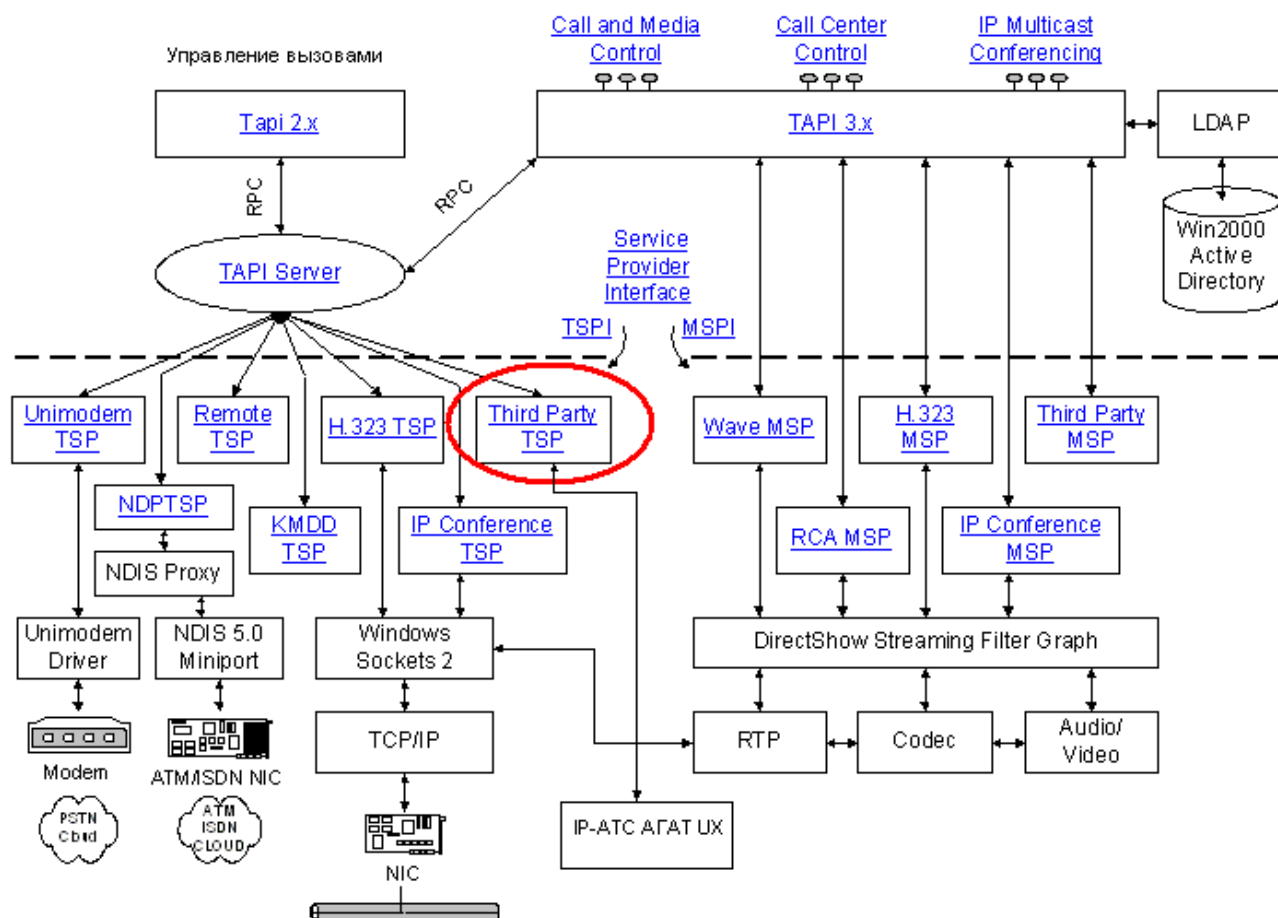 Call and Media
Control
Call Center
Control
IP Multicast
Conferencing
Управление вызовами
Tapi 2.x
TAPI 3.x
LDAP
RPC
RPC
Win2000
Active
Directory
TAPI Server
Service
Provider
Interface
TSPI
MSPI
Unimodem
TSP
Remote
TSP
H.323 TSP
Third Party
TSP
Wave MSP
H.323
MSP
Third Party
MSP
NDPTSP
KMDD
TSP
IP Conference
TSP
RCA MSP
IP Conference
MSP
NDIS Proxy
Unimodem
Driver
NDIS 5.0
Miniport
Windows
Sockets 2
DirectShow Streaming Filter Graph
TCP/IP
RTP
Codec
Audio/
Video
Modem
ATM/ISDN NIC
PSTN
ATM
ISDN
CLOUD
IP-АТС АГАТ UX
NIC